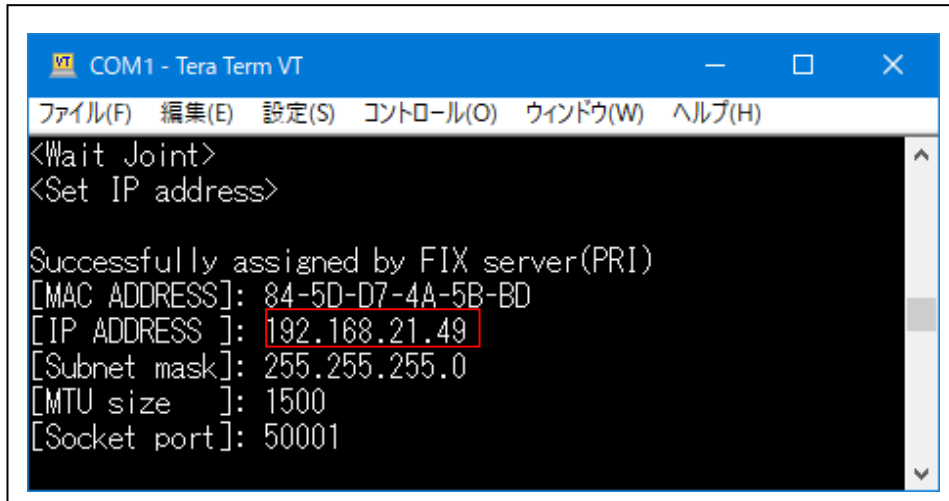 COM1 - Tera Term VT
ファイル(F) 編集(E) 設定(S) コントロール(O) ウィンドウ(W) ヘルプ(H)
<Wait Joint>
<Set IP address>
Successfully assigned by FIX server(PRI)
[MAC ADDRESS]: 84-5D-D7-4A-5B-BD
[IP ADDRESS ]: 192.168.21.49
[Subnet mask]: 255.255.255.0
[MTU size   ]: 1500
[Socket port]: 50001